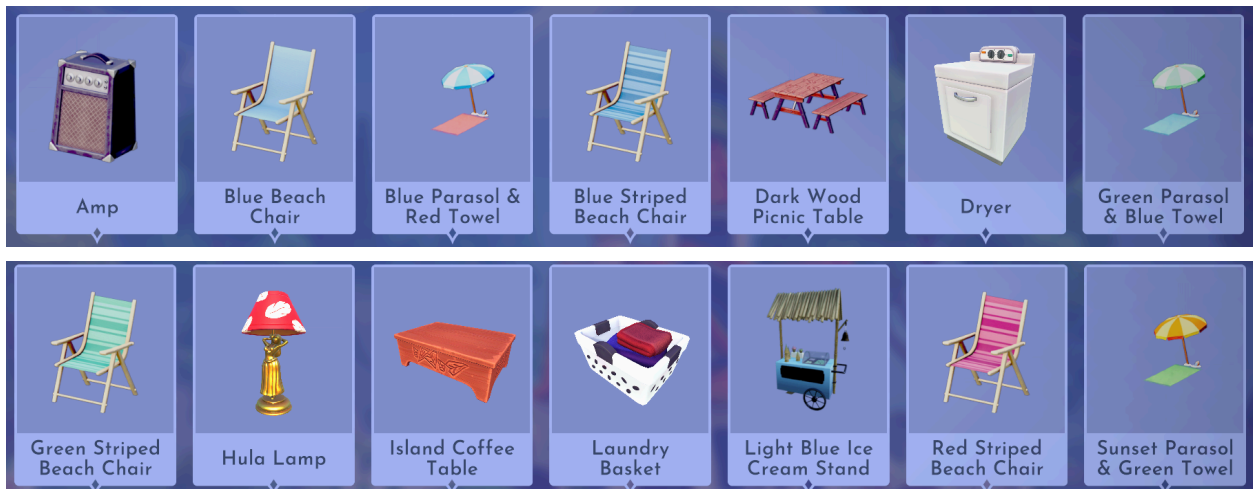 Amp
Blue Beach
Chair
Blue Parasol &
Red Towel
Blue Striped
Beach Chair
Dark Wood
Picnic Table
Dryer
Green Parasol
& Blue Towel
Green Striped
Beach Chair
Hula Lamp
Island Coffee
Table
Laundry
Basket
Light Blue Ice
Cream Stand
Red Striped
Beach Chair
Sunset Parasol
& Green Towel